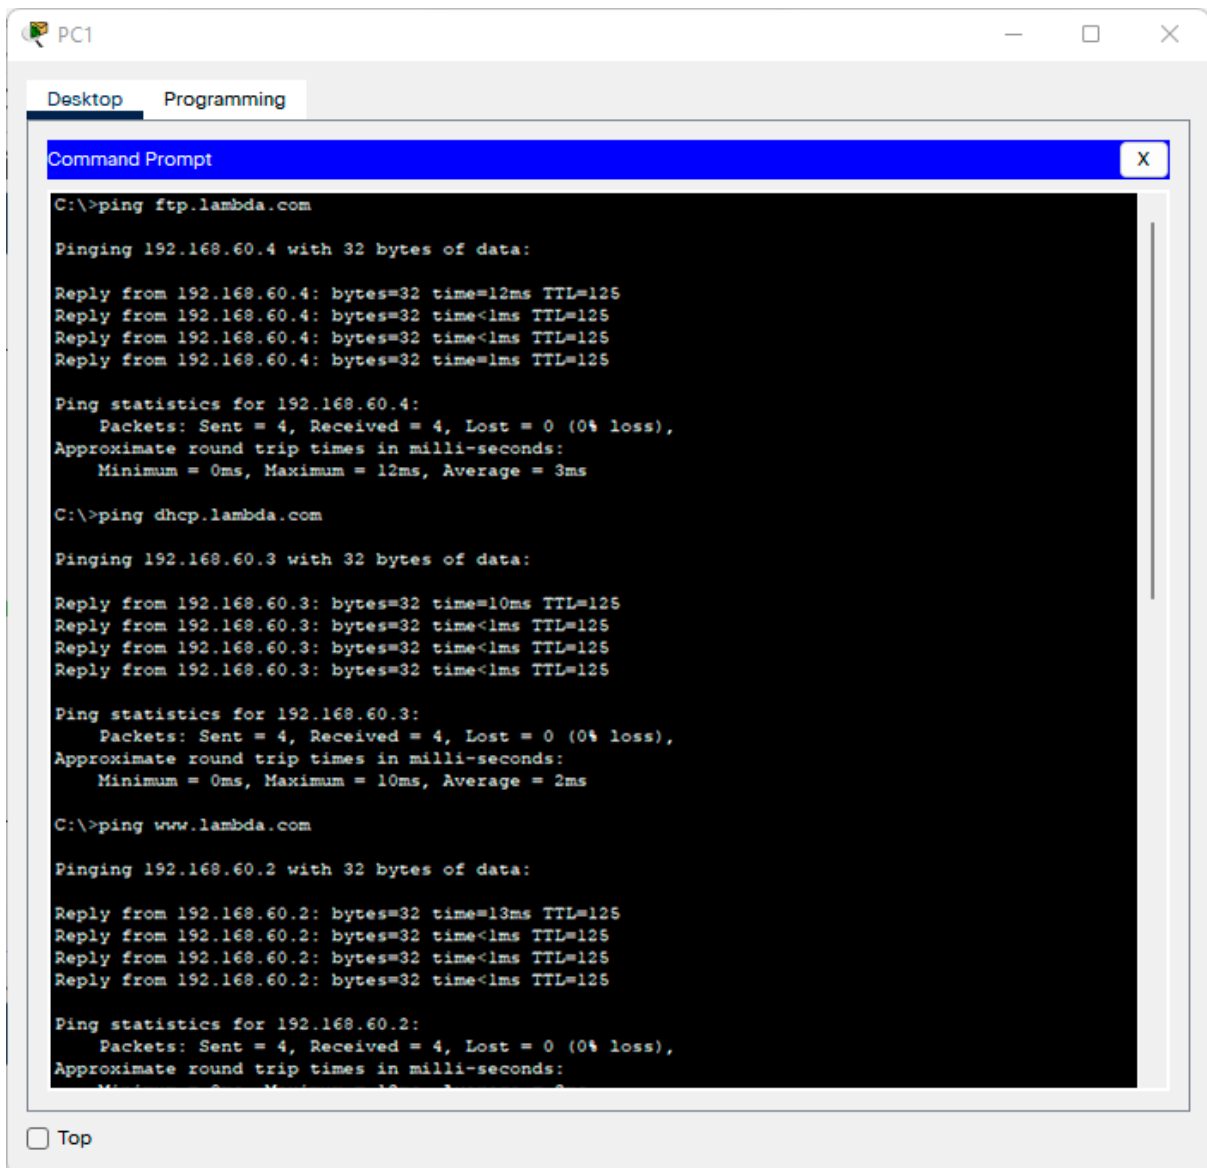 PC1
Desktop Programming
Command Prompt X
C:\>ping ftp.lambda.com
Pinging 192.168.60.4 with 32 bytes of data:
Reply from 192.168.60.4: bytes=32 time=12ms TTL=125
Reply from 192.168.60.4: bytes=32 time<1ms TTL=125
Reply from 192.168.60.4: bytes=32 time<1ms TTL=125
Reply from 192.168.60.4: bytes=32 time=1ms TTL=125
Ping statistics for 192.168.60.4:
Packets: Sent = 4, Received = 4, Lost = 0 (0% loss),
Approximate round trip times in milli-seconds:
Minimum = 0ms, Maximum = 12ms, Average = 3ms
C:\>ping dhcp.lambda.com
Pinging 192.168.60.3 with 32 bytes of data:
Reply from 192.168.60.3: bytes=32 time=10ms TTL=125
Reply from 192.168.60.3: bytes=32 time<1ms TTL=125
Reply from 192.168.60.3: bytes=32 time<1ms TTL=125
Reply from 192.168.60.3: bytes=32 time<1ms TTL=125
Ping statistics for 192.168.60.3:
Packets: Sent = 4, Received = 4, Lost = 0 (0% loss),
Approximate round trip times in milli-seconds:
Minimum = 0ms, Maximum = 10ms, Average = 2ms
C:\>ping www.lambda.com
Pinging 192.168.60.2 with 32 bytes of data:
Reply from 192.168.60.2: bytes=32 time=13ms TTL=125
Reply from 192.168.60.2: bytes=32 time<1ms TTL=125
Reply from 192.168.60.2: bytes=32 time<1ms TTL=125
Reply from 192.168.60.2: bytes=32 time<1ms TTL=125
Ping statistics for 192.168.60.2:
Packets: Sent = 4, Received = 4, Lost = 0 (0% loss),
Approximate round trip times in milli-seconds:
Top